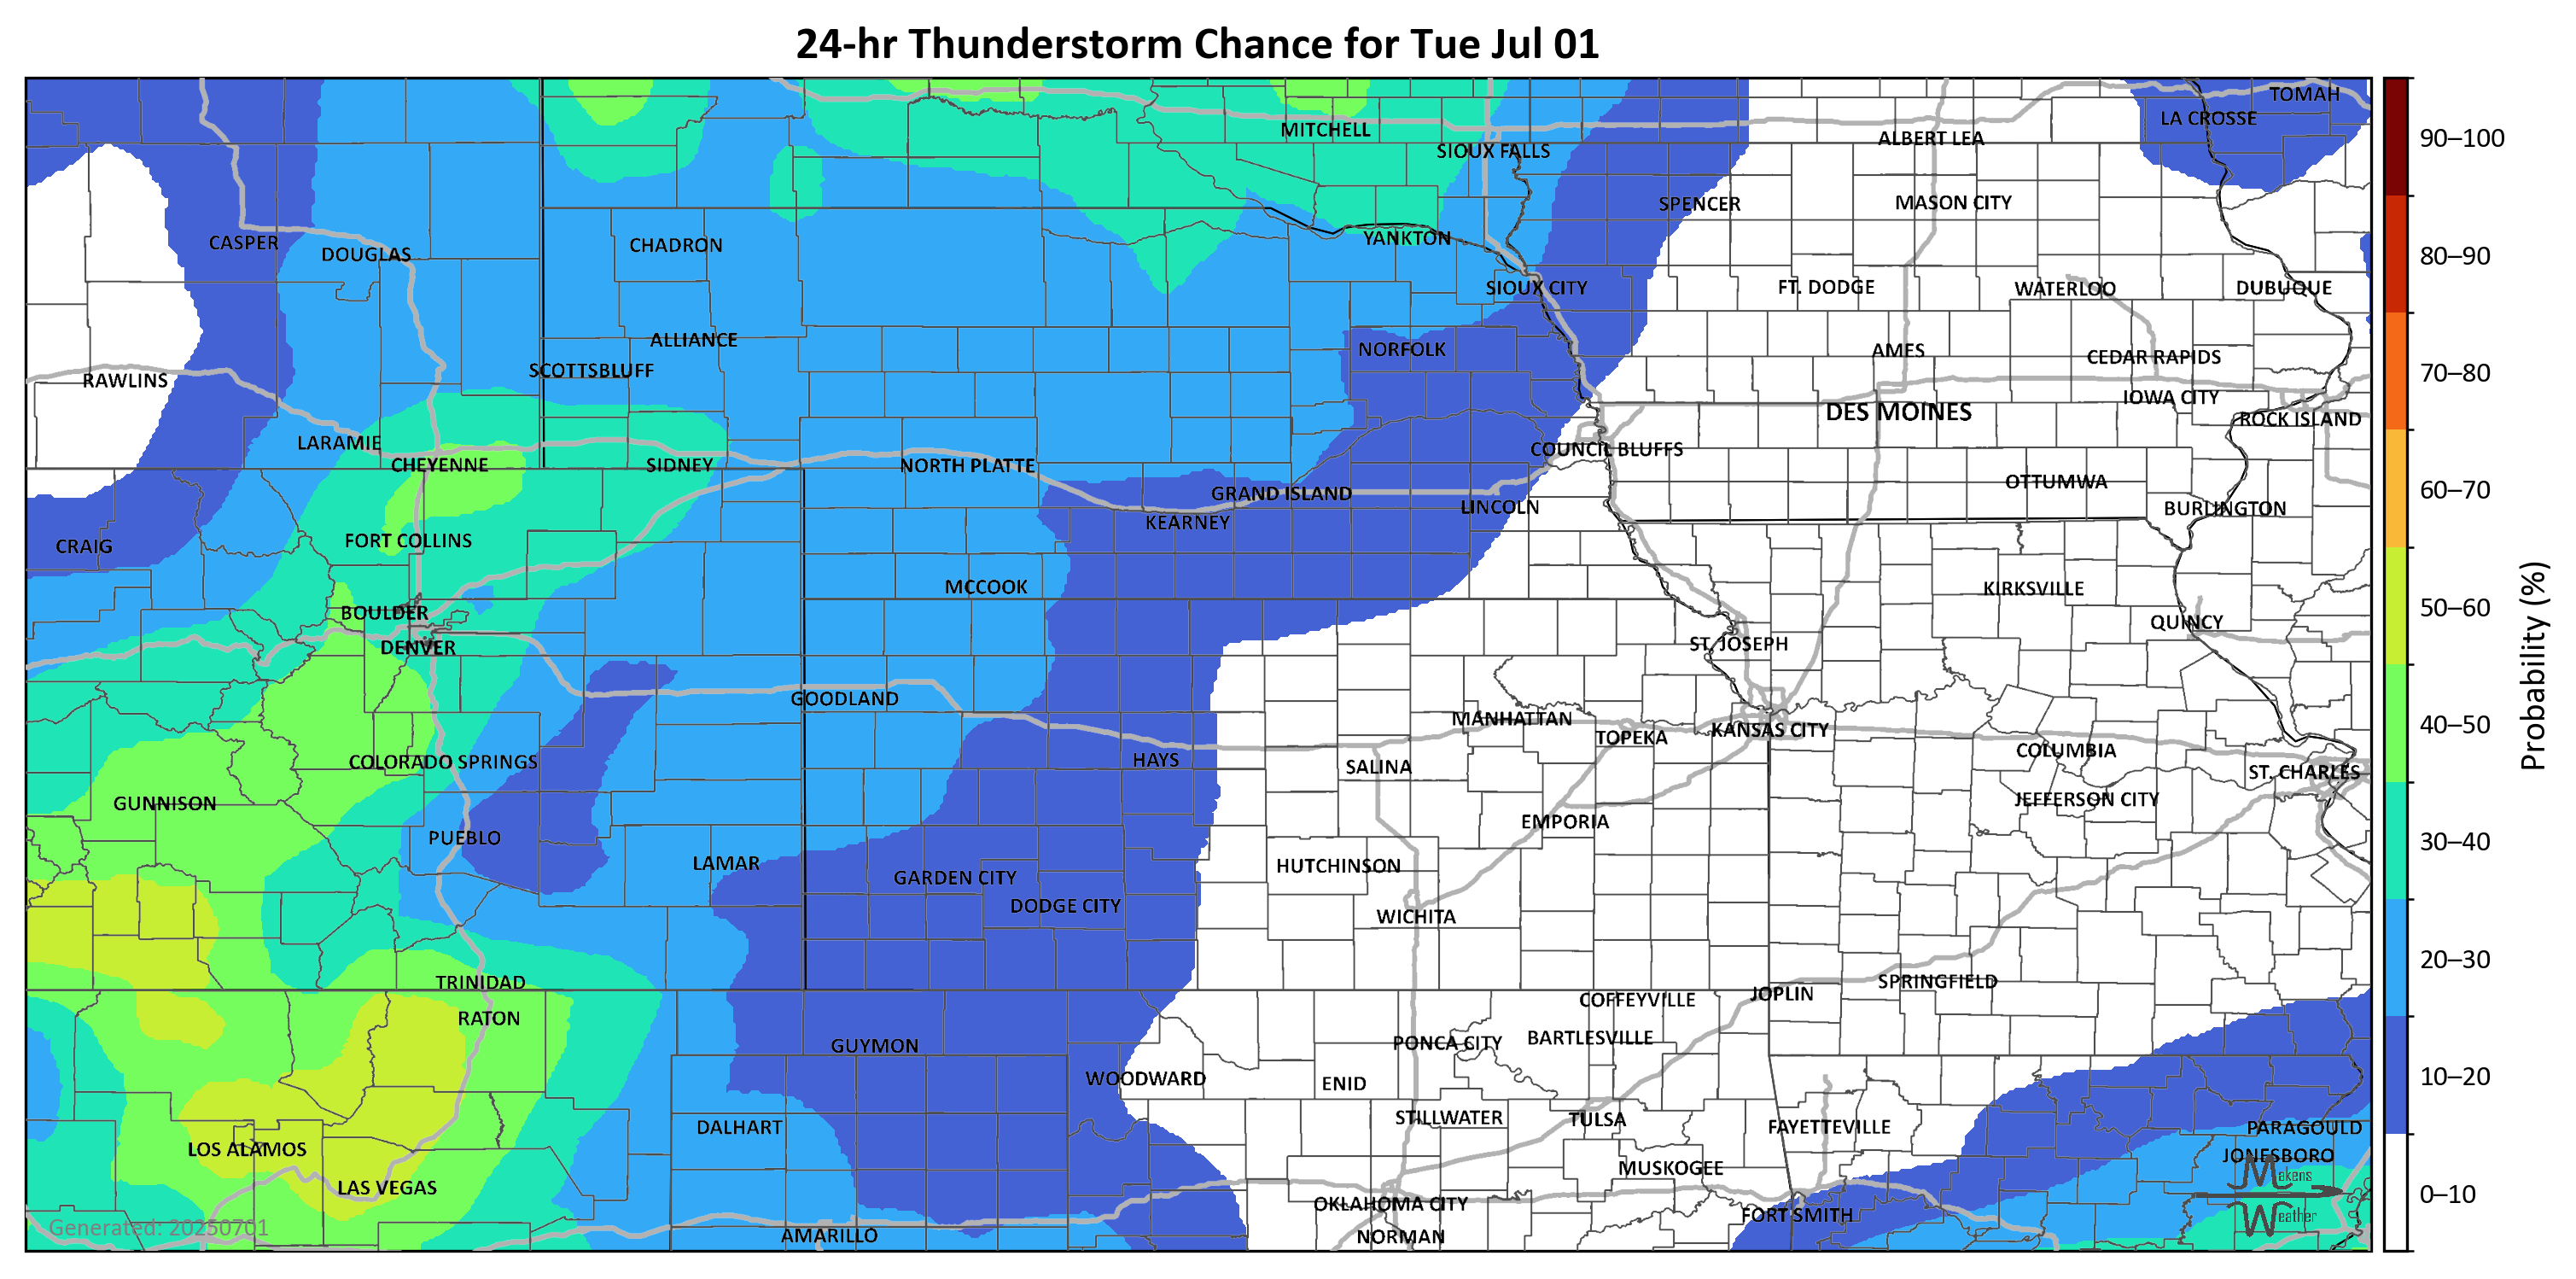 24-hr Thunderstorm Chance for Tue Jul 01
TOMAH
LA CROSSE
MITCHELL
ALBERT LEA
SIOUX FALLS
SPENCER
MASON CITY
YANKTON
CASPER
CHADRON
DOUGLAS
SIOUX CITY
FT. DODGE
WATERLOO
DUBUQUE
ALLIANCE
NORFOLK
AMES
CEDAR RAPIDS
SCOTTSBLUFF
RAWLINS
IOWA CITY
DES MOINES
ROCK ISLAND
LARAMIE
COUNCIL BLUFFS
CHEYENNE
SIDNEY
NORTH PLATTE
OTTUMWA
GRAND ISLAND
LINCOLN
BURLINGTON
KEARNEY
FORT COLLINS
CRAIG
MCCOOK
KIRKSVILLE
BOULDER
QUINCY
DENVER
ST. JOSEPH
GOODLAND
MANHATTAN
KANSAS CITY
TOPEKA
COLUMBIA
COLORADO SPRINGS
HAYS
SALINA
ST. CHARLES
GUNNISON
JEFFERSON CITY
EMPORIA
PUEBLO
LAMAR
HUTCHINSON
GARDEN CITY
DODGE CITY
WICHITA
TRINIDAD
SPRINGFIELD
JOPLIN
COFFEYVILLE
RATON
BARTLESVILLE
PONCA CITY
GUYMON
WOODWARD
ENID
STILLWATER
TULSA
DALHART
FAYETTEVILLE
PARAGOULD
LOS ALAMOS
JONESBORO
MUSKOGEE
LAS VEGAS
OKLAHOMA CITY
FORT SMITH
AMARILLO
NORMAN
Makens
Weather
Generated: 20250701
90–100
80–90
70–80
60–70
50–60
40–50
30–40
20–30
10–20
0–10
Probability (%)